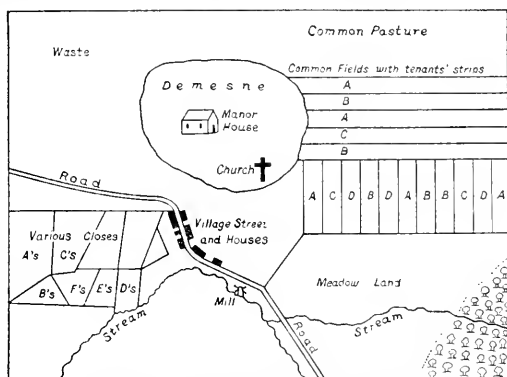 Common Pasture
Waste
Common Fields with tenants' strips
Demesne
A
B
Manor
House
A
C
Church
B
Road
A C D B D A B B C D A
Village Street
and Houses
Various Closes
A's C's
B's F's E's D's
Meadow Land
Mill
Stream
Stream
Road